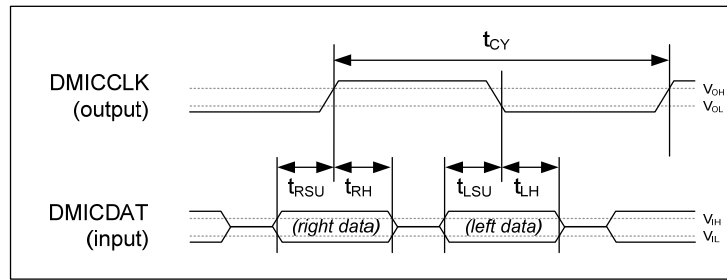 tCY
DMICCLK
(output)
VOH
VOL
tRSU
tRH
tLSU
tLH
DMICDAT
(input)
(right data)
(left data)
VIH
VIL